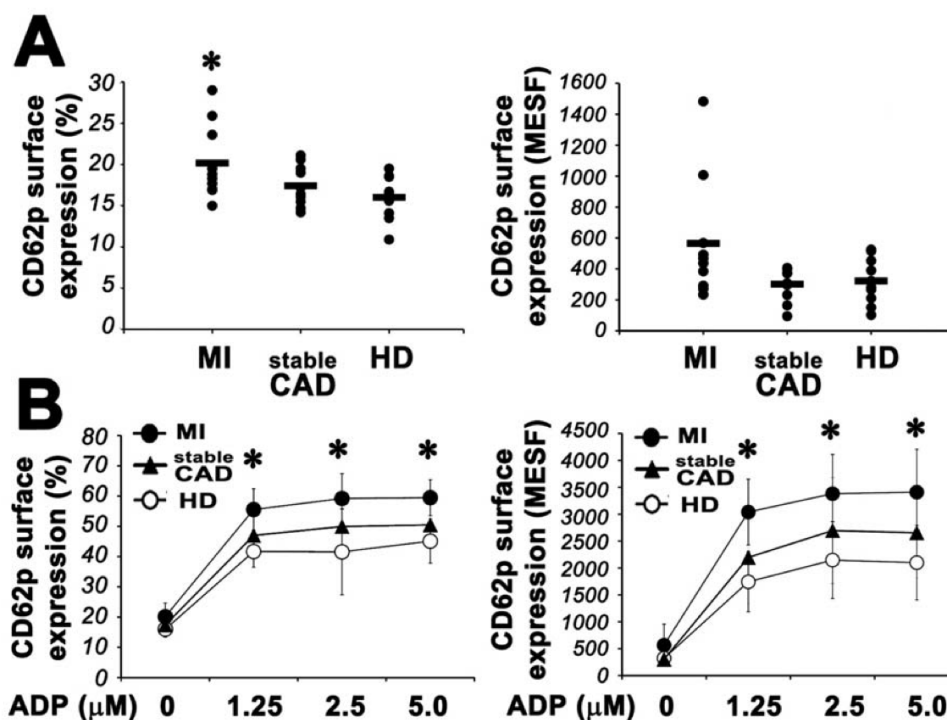 A
*
CD62p surface
expression (%)
30
25
20
15
10
5
0
MI
stable
CAD
HD
CD62p surface
expression (MESF)
1600
1400
1200
1000
800
600
400
200
0
MI
stable
CAD
HD
B
CD62p surface
expression (%)
80
70
60
50
40
30
20
10
0
MI
stable
CAD
HD
* * *
ADP (μM) 0 1.25 2.5 5.0
CD62p surface
expression (MESF)
4500
4000
3500
3000
2500
2000
1500
1000
500
0
MI
stable
CAD
HD
* * *
ADP (μM) 0 1.25 2.5 5.0